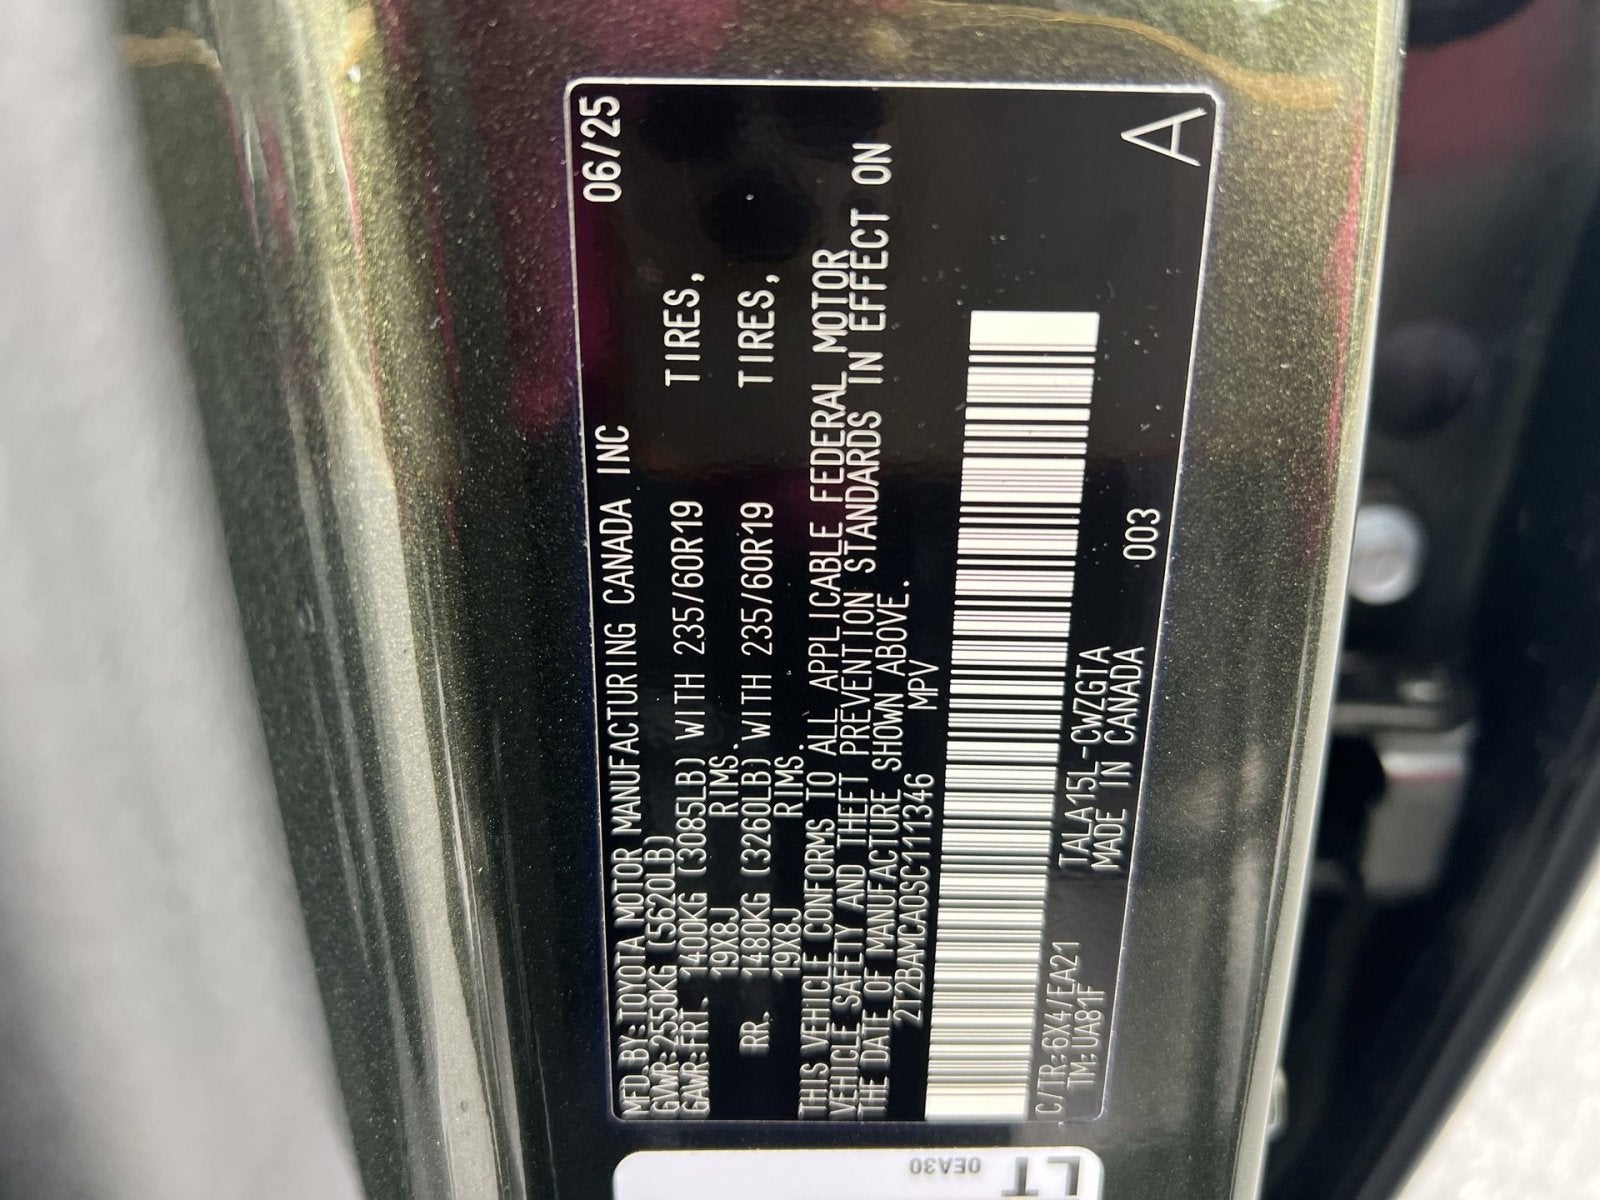 MFD.BY:TOYOTA MOTOR MANUFACTURING CANADA INC 06/25
GVWR:2550KG (5620LB)
GAWR:FRT. 1400KG (3085LB) WITH 235/60R19 TIRES,
19X8J RIMS.
RR. 1480KG (3260LB) WITH 235/60R19 TIRES,
19X8J RIMS.
THIS VEHICLE CONFORMS TO ALL APPLICABLE FEDERAL MOTOR
VEHICLE SAFETY AND THEFT PREVENTION STANDARDS IN EFFECT ON
THE DATE OF MANUFACTURE SHOWN ABOVE.
2T2BAMCA0SC111346 MPV
C/TR:6X4/EA21 TALA15L-CWZGTA 003
TM:UA81F MADE IN CANADA A
LT
0EA30